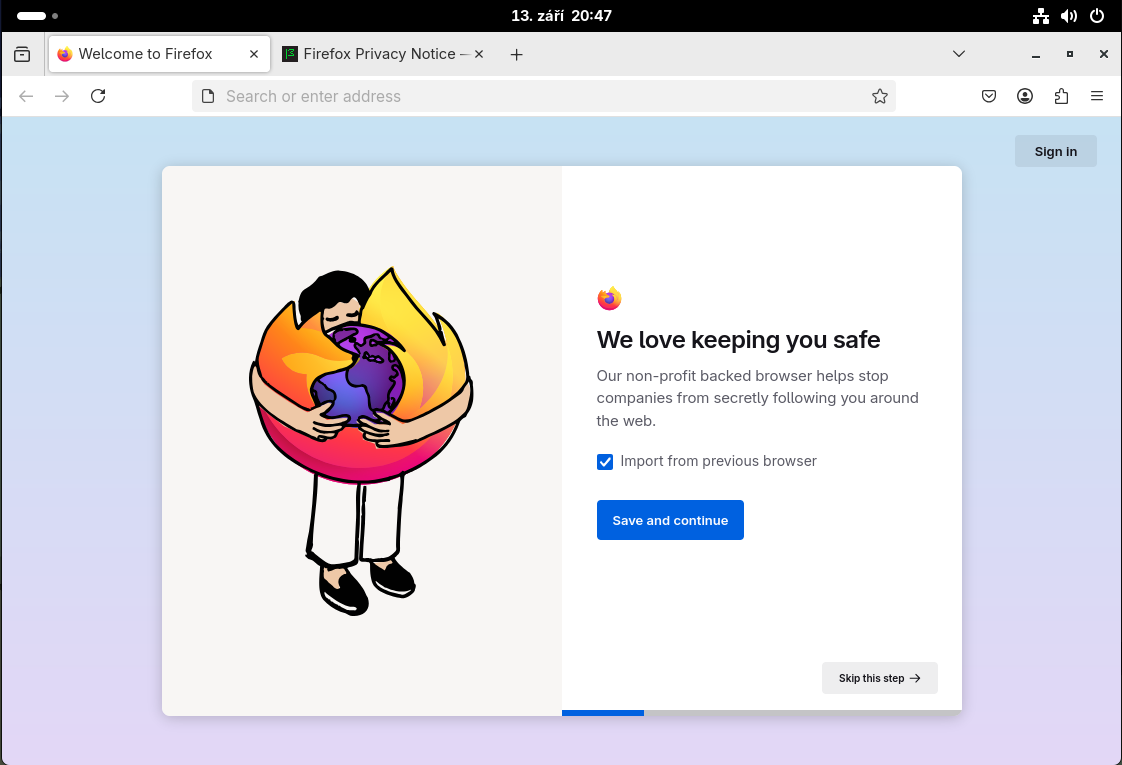 13. září 20:47
Welcome to Firefox
Firefox Privacy Notice —
Search or enter address
Sign in
We love keeping you safe
Our non-profit backed browser helps stop
companies from secretly following you around
the web.
Import from previous browser
Save and continue
Skip this step